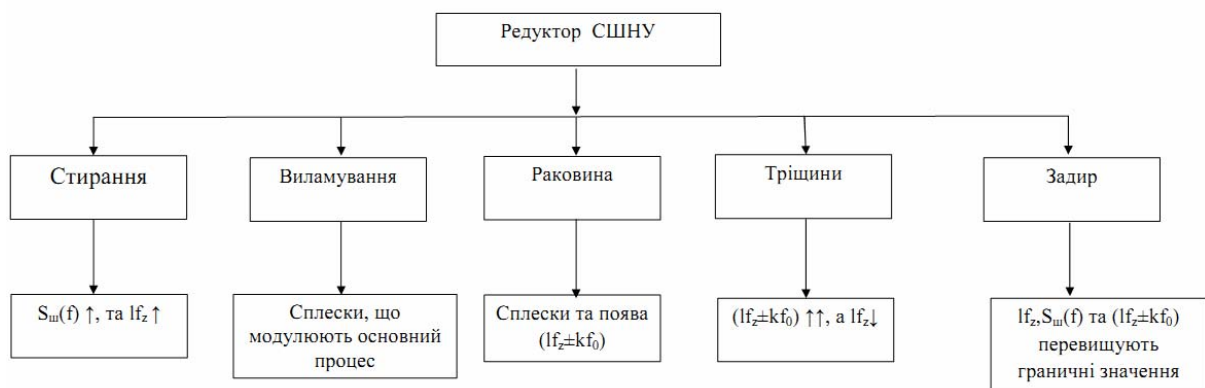 Редуктор СШНУ
Стирання
Виламування
Раковина
Тріщини
Задир
Sш(f) ↑, та lfz ↑
Сплески, що
модулюють основний
процес
Сплески та поява
(lfz±kf0)
(lfz±kf0) ↑↑, а lfz↓
lfz,Sш(f) та (lfz±kf0)
перевищують
граничні значення